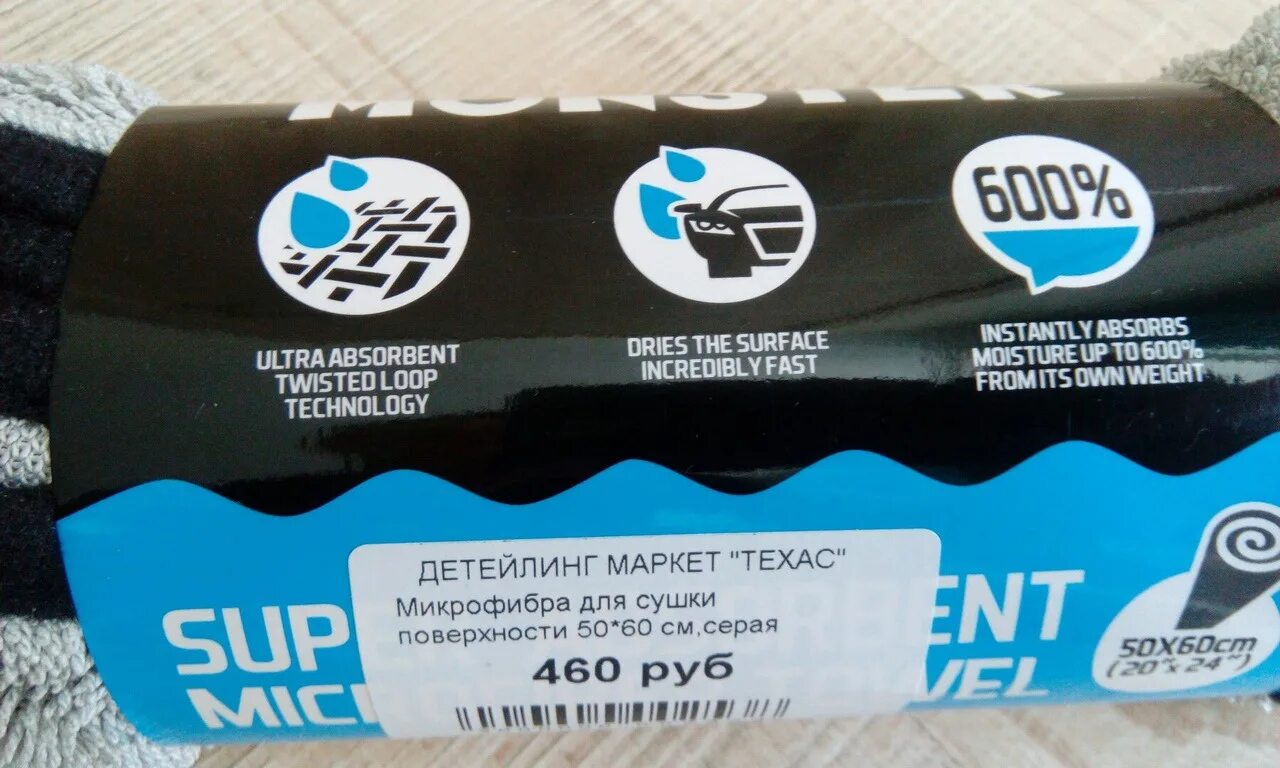 MONSTER
600%
ULTRA ABSORBENT
TWISTED LOOP
TECHNOLOGY
DRIES THE SURFACE
INCREDIBLY FAST
INSTANTLY ABSORBS
MOISTURE UP TO 600%
FROM ITS OWN WEIGHT
ДЕТЕЙЛИНГ МАРКЕТ "ТЕХАС"
Микрофибра для сушки
поверхности 50*60 см,серая
460 руб
50X60cm
(20"x 24")